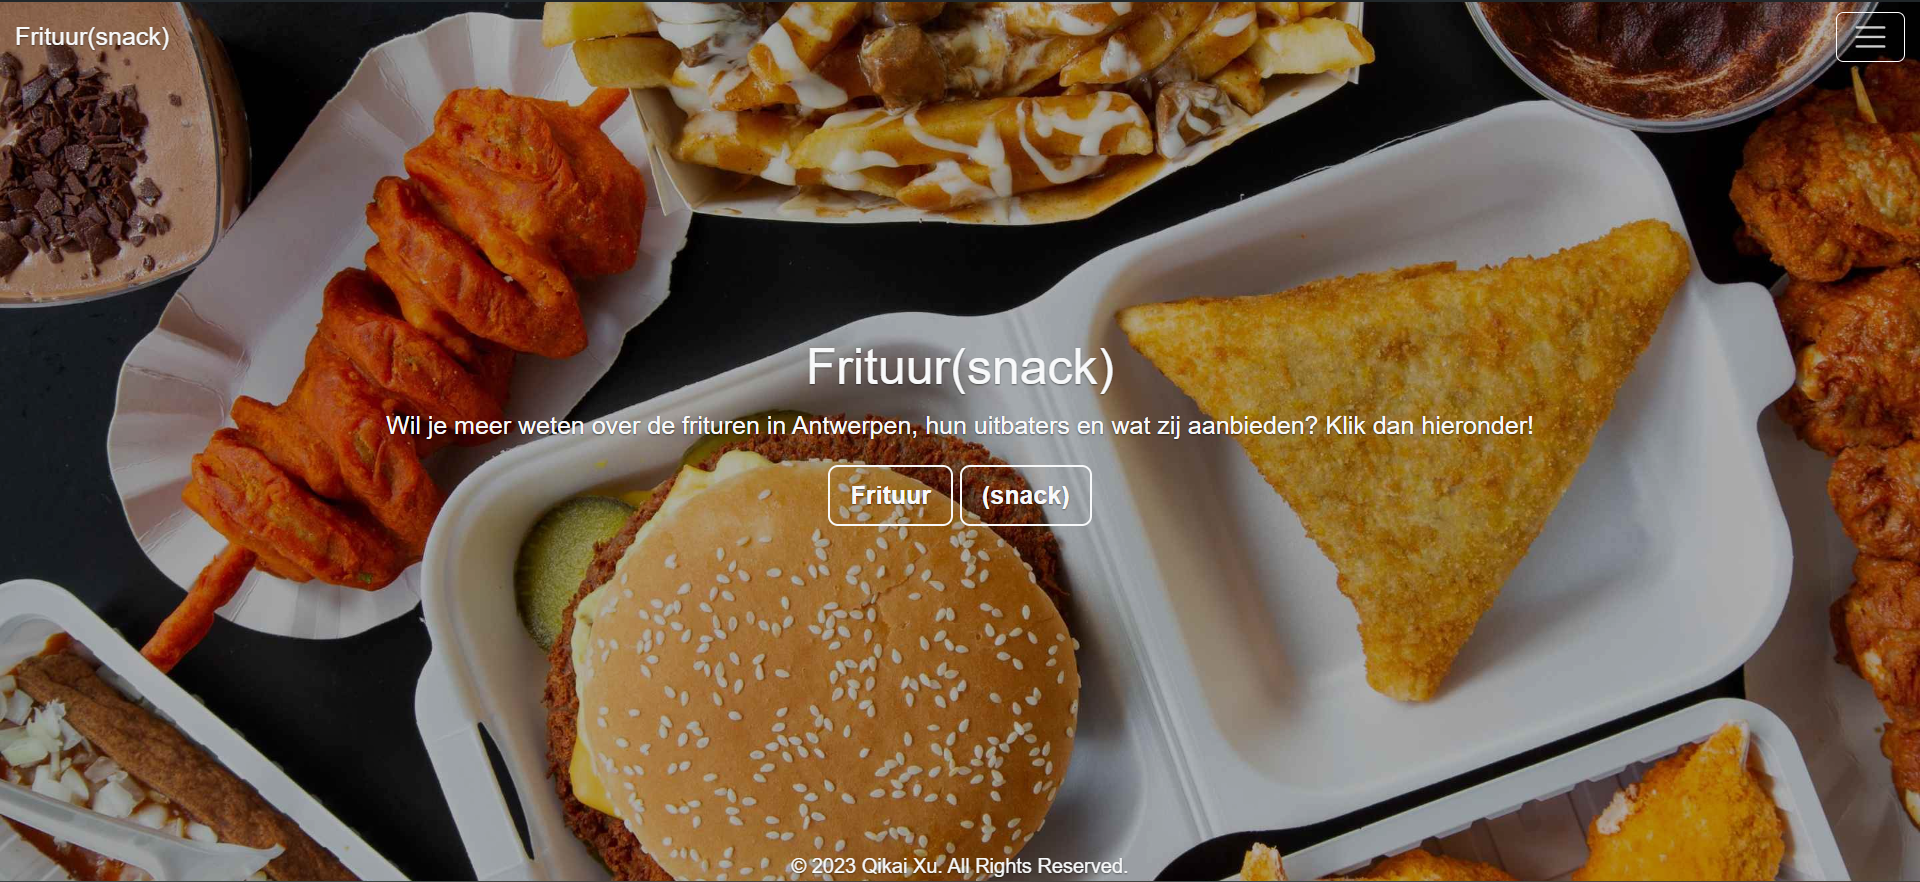 Frituur(snack)
Frituur(snack)
Wil je meer weten over de frituren in Antwerpen, hun uitbaters en wat zij aanbieden? Klik dan hieronder!
Frituur (snack)
© 2023 Qikai Xu. All Rights Reserved.